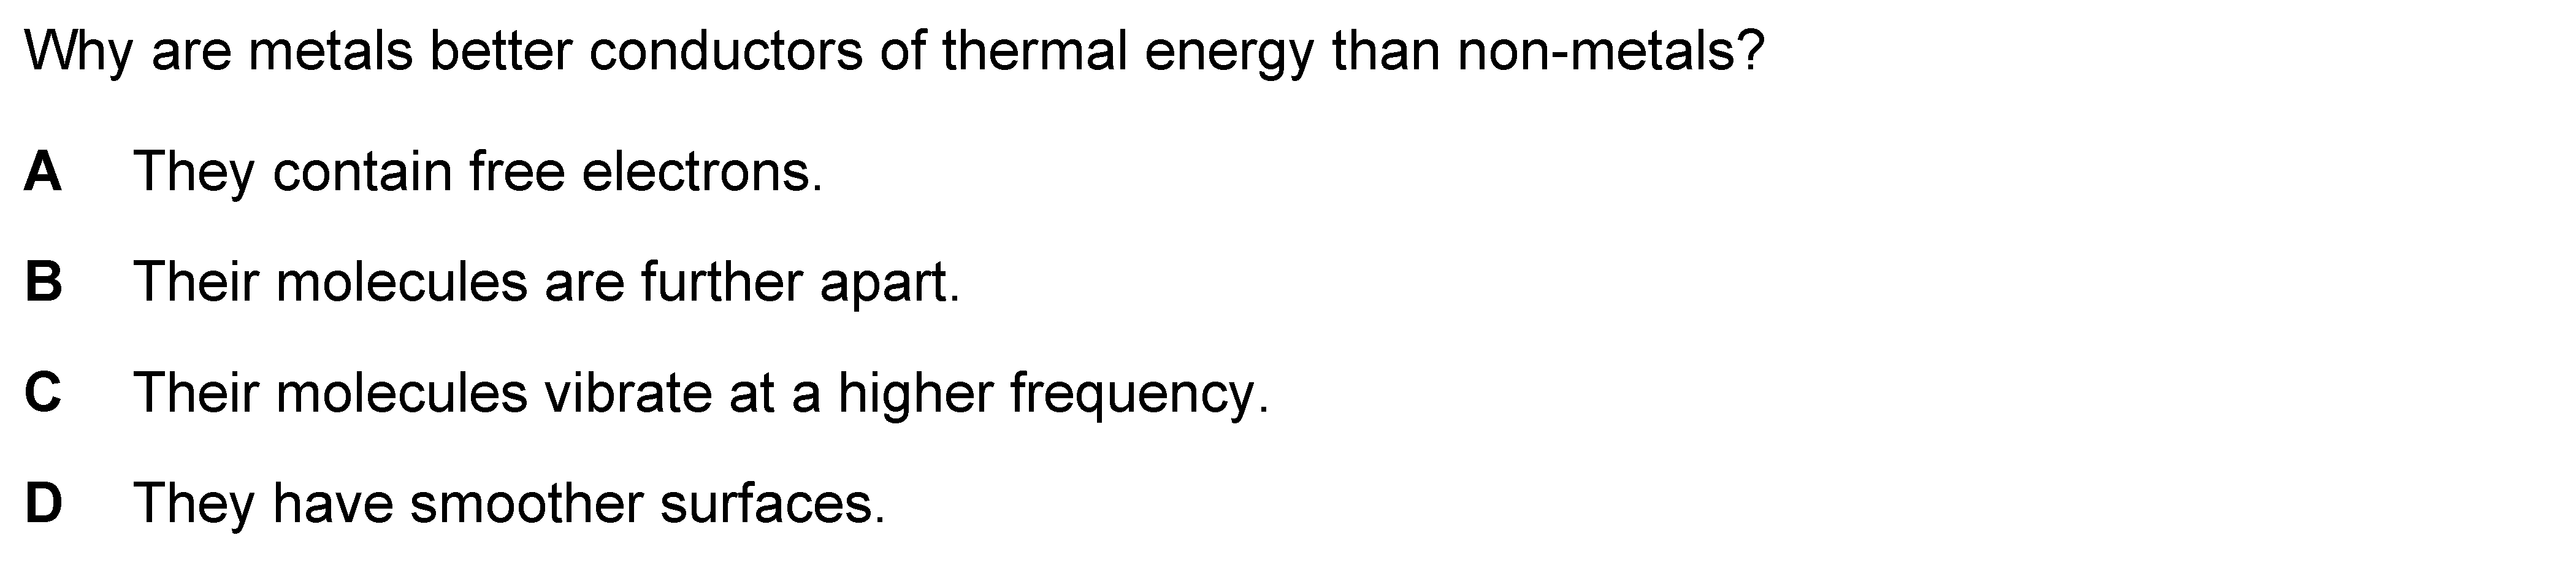 Why are metals better conductors of thermal energy than non-metals?
A They contain free electrons.
B Their molecules are further apart.
C Their molecules vibrate at a higher frequency.
D They have smoother surfaces.